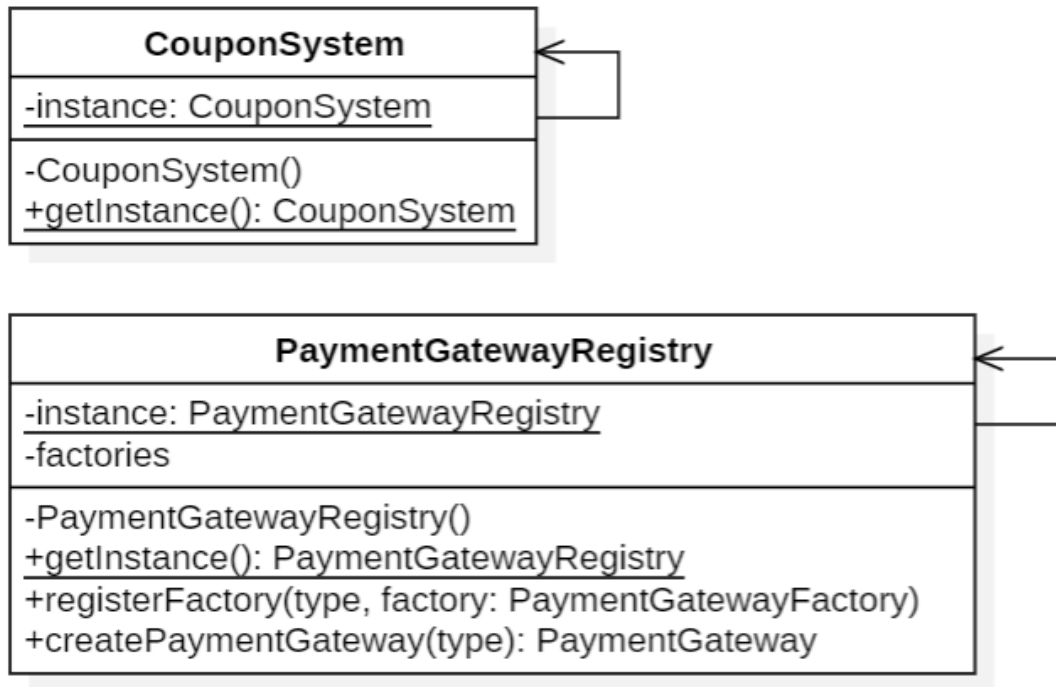 CouponSystem
-instance: CouponSystem
-CouponSystem()
+getInstance(): CouponSystem
PaymentGatewayRegistry
-instance: PaymentGatewayRegistry
-factories
-PaymentGatewayRegistry()
+getInstance(): PaymentGatewayRegistry
+registerFactory(type, factory: PaymentGatewayFactory)
+createPaymentGateway(type): PaymentGateway